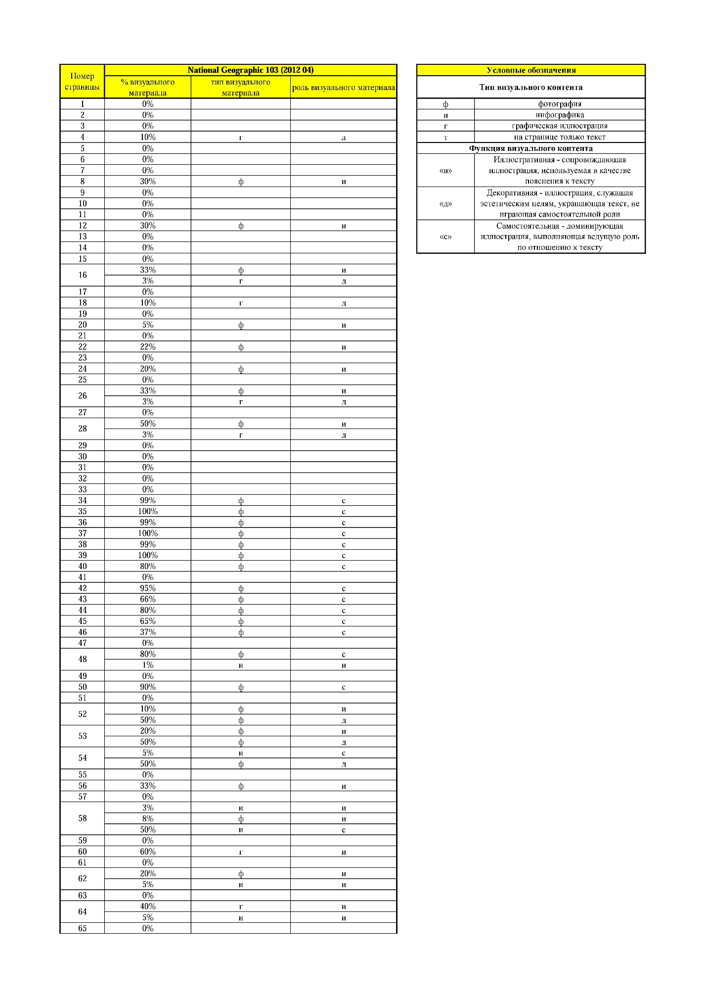 National Geographic 103 (2012 04)
Номер страницы
% визуального материала
тип визуального материала
роль визуального материала
1 0%
2 0%
3 0%
4 10% г д
5 0%
6 0%
7 0%
8 30% ф и
9 0%
10 0%
11 0%
12 30% ф и
13 0%
14 0%
15 0%
16 33% ф и
3% г д
17 0%
18 10% г д
19 0%
20 5% ф и
21 0%
22 22% ф и
23 0%
24 20% ф и
25 0%
26 33% ф и
3% г д
27 0%
28 50% ф и
3% г д
29 0%
30 0%
31 0%
32 0%
33 0%
34 99% ф с
35 100% ф с
36 99% ф с
37 100% ф с
38 99% ф с
39 100% ф с
40 80% ф с
41 0%
42 95% ф с
43 66% ф с
44 80% ф с
45 65% ф с
46 37% ф с
47 0%
48 80% ф с
1% и и
49 0%
50 90% ф с
51 0%
52 10% ф и
50% ф д
53 20% ф и
50% ф д
54 5% и с
50% ф д
55 0%
56 33% ф и
57 0%
58 3% и и
8% ф и
50% и с
59 0%
60 60% г и
61 0%
62 20% ф и
5% и и
63 0%
64 40% г и
5% и и
65 0%
Условные обозначения
Тип визуального контента
ф фотография
и инфографика
г графическая иллюстрация
т на странице только текст
Функция визуального контента
«и» Иллюстративная - сопровождающая
иллюстрация, используемая в качестве
пояснения к тексту
«д» Декоративная - иллюстрация, служащая
эстетическим целям, украшающая текст, не
играющая самостоятельной роли
«с» Самостоятельная - доминирующая
иллюстрация, выполняющая ведущую роль
по отношению к тексту